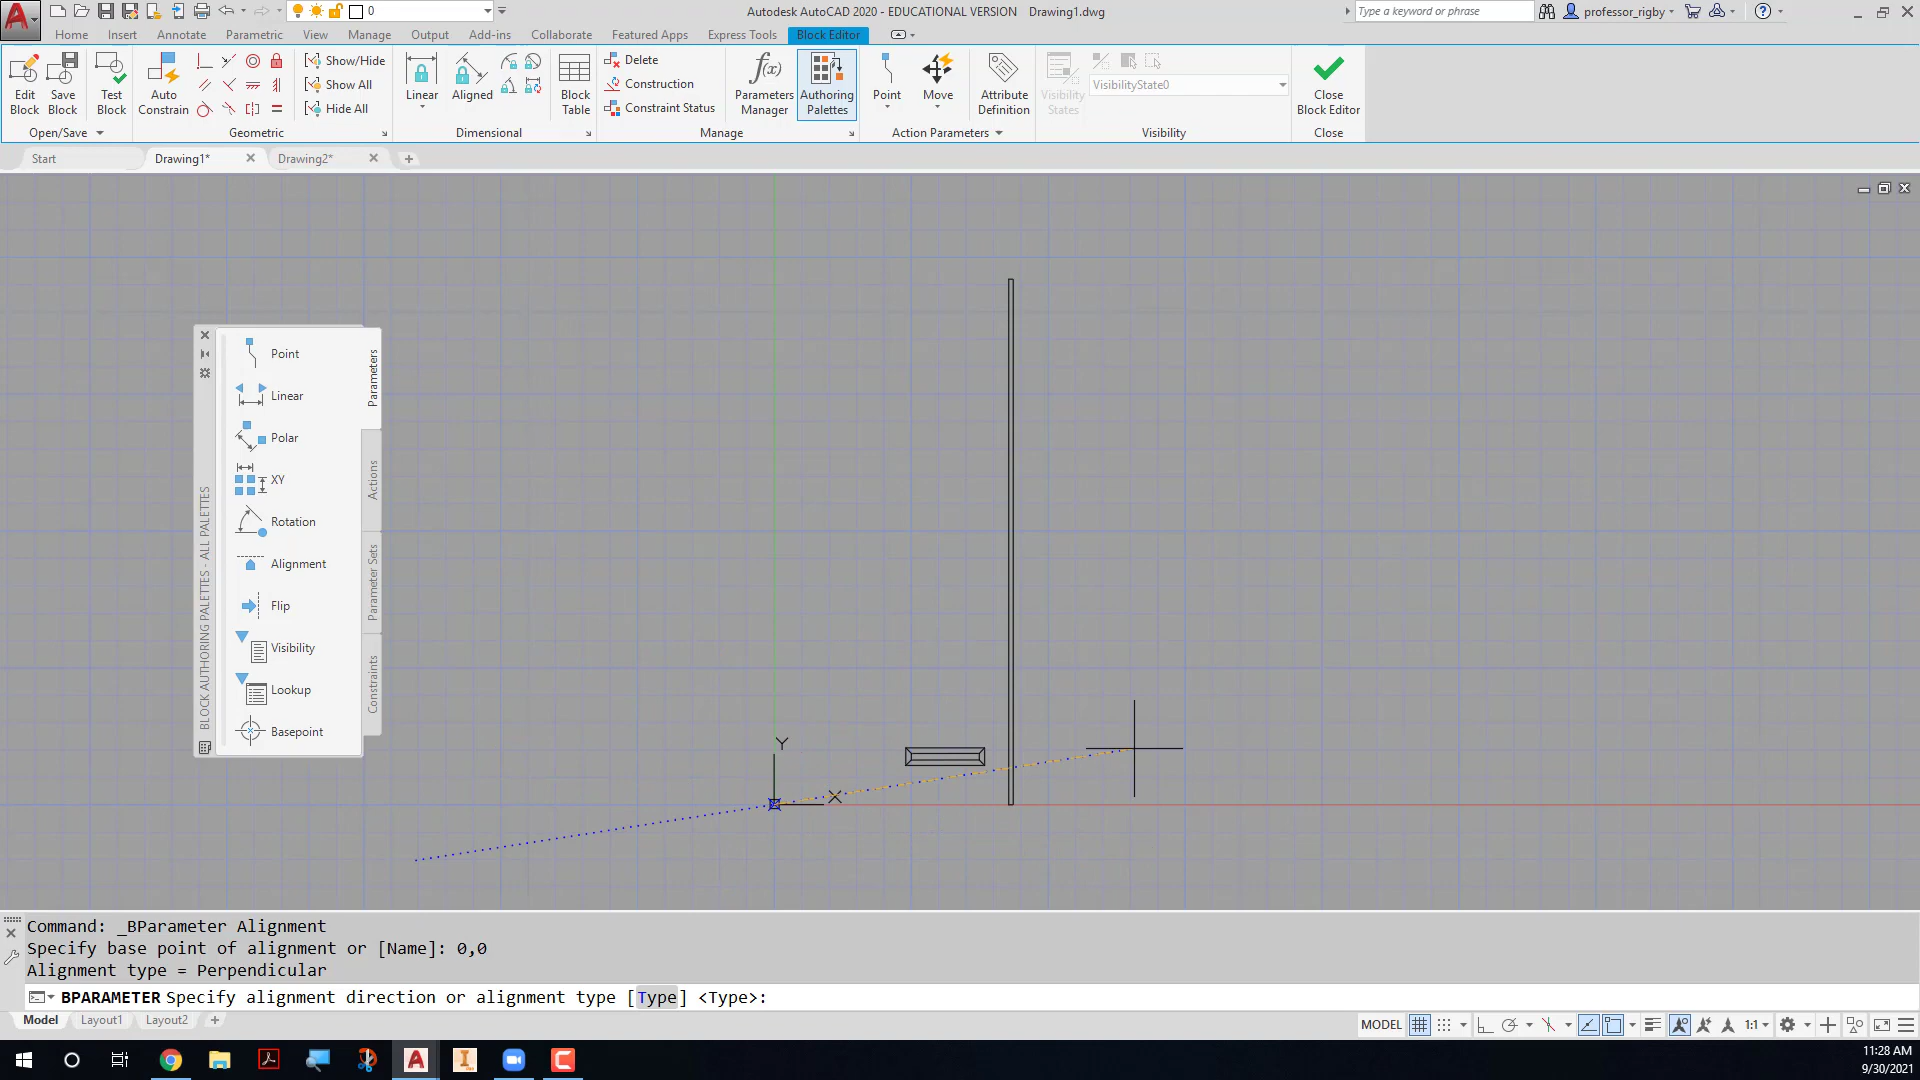 0
Autodesk AutoCAD 2020 - EDUCATIONAL VERSION Drawing1.dwg
Type a keyword or phrase
professor_rigby
Home Insert Annotate Parametric View Manage Output Add-ins Collaborate Featured Apps Express Tools Block Editor
Edit Block
Save Block
Test Block
Auto Constrain
Show/Hide
Show All
Hide All
Linear
Aligned
Block Table
Delete
Construction
Constraint Status
f(x)
Parameters Manager
Authoring Palettes
Point
Move
Attribute Definition
Visibility States
VisibilityState0
Close Block Editor
Open/Save
Geometric
Dimensional
Manage
Action Parameters
Visibility
Close
Start
Drawing1*
Drawing2*
Point
Linear
Polar
XY
Rotation
Alignment
Flip
Visibility
Lookup
Basepoint
Parameters
Actions
Parameter Sets
Constraints
BLOCK AUTHORING PALETTES - ALL PALETTES
Y
X
Command: _BParameter Alignment
Specify base point of alignment or [Name]: 0,0
Alignment type = Perpendicular
BPARAMETER Specify alignment direction or alignment type [Type] <Type>:
Model Layout1 Layout2
MODEL
1:1
11:28 AM
9/30/2021